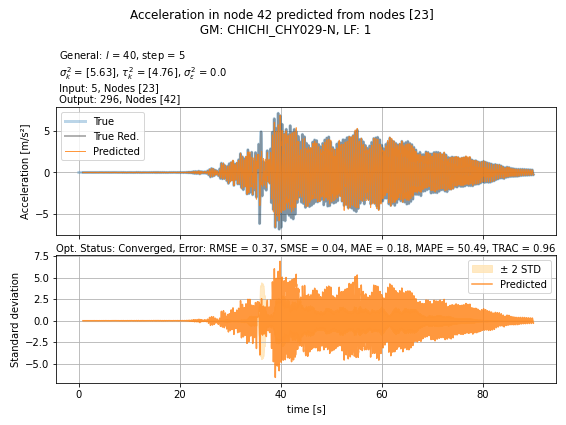 Acceleration in node 42 predicted from nodes [23]
GM: CHICHI_CHY029-N, LF: 1
General: l = 40, step = 5
σ²ₖ = [5.63], τ²ₖ = [4.76], σ²ε = 0.0
Input: 5, Nodes [23]
Output: 296, Nodes [42]
Acceleration [m/s²]
5
0
−5
True
True Red.
Predicted
Opt. Status: Converged, Error: RMSE = 0.37, SMSE = 0.04, MAE = 0.18, MAPE = 50.49, TRAC = 0.96
Standard deviation
7.5
5.0
2.5
0.0
−2.5
−5.0
± 2 STD
Predicted
0 20 40 60 80
time [s]